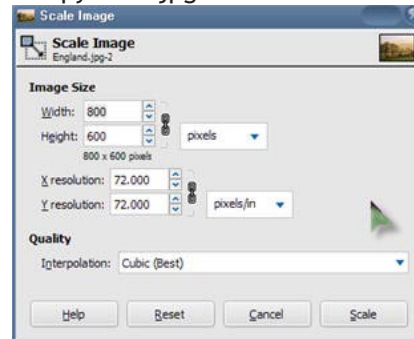 Scale Image
Scale Image
England.jpg-2
Image Size
Width: 800
Height: 600 pixels
800 x 600 pixels
X resolution: 72.000
Y resolution: 72.000 pixels/in
Quality
Interpolation: Cubic (Best)
Help Reset Cancel Scale